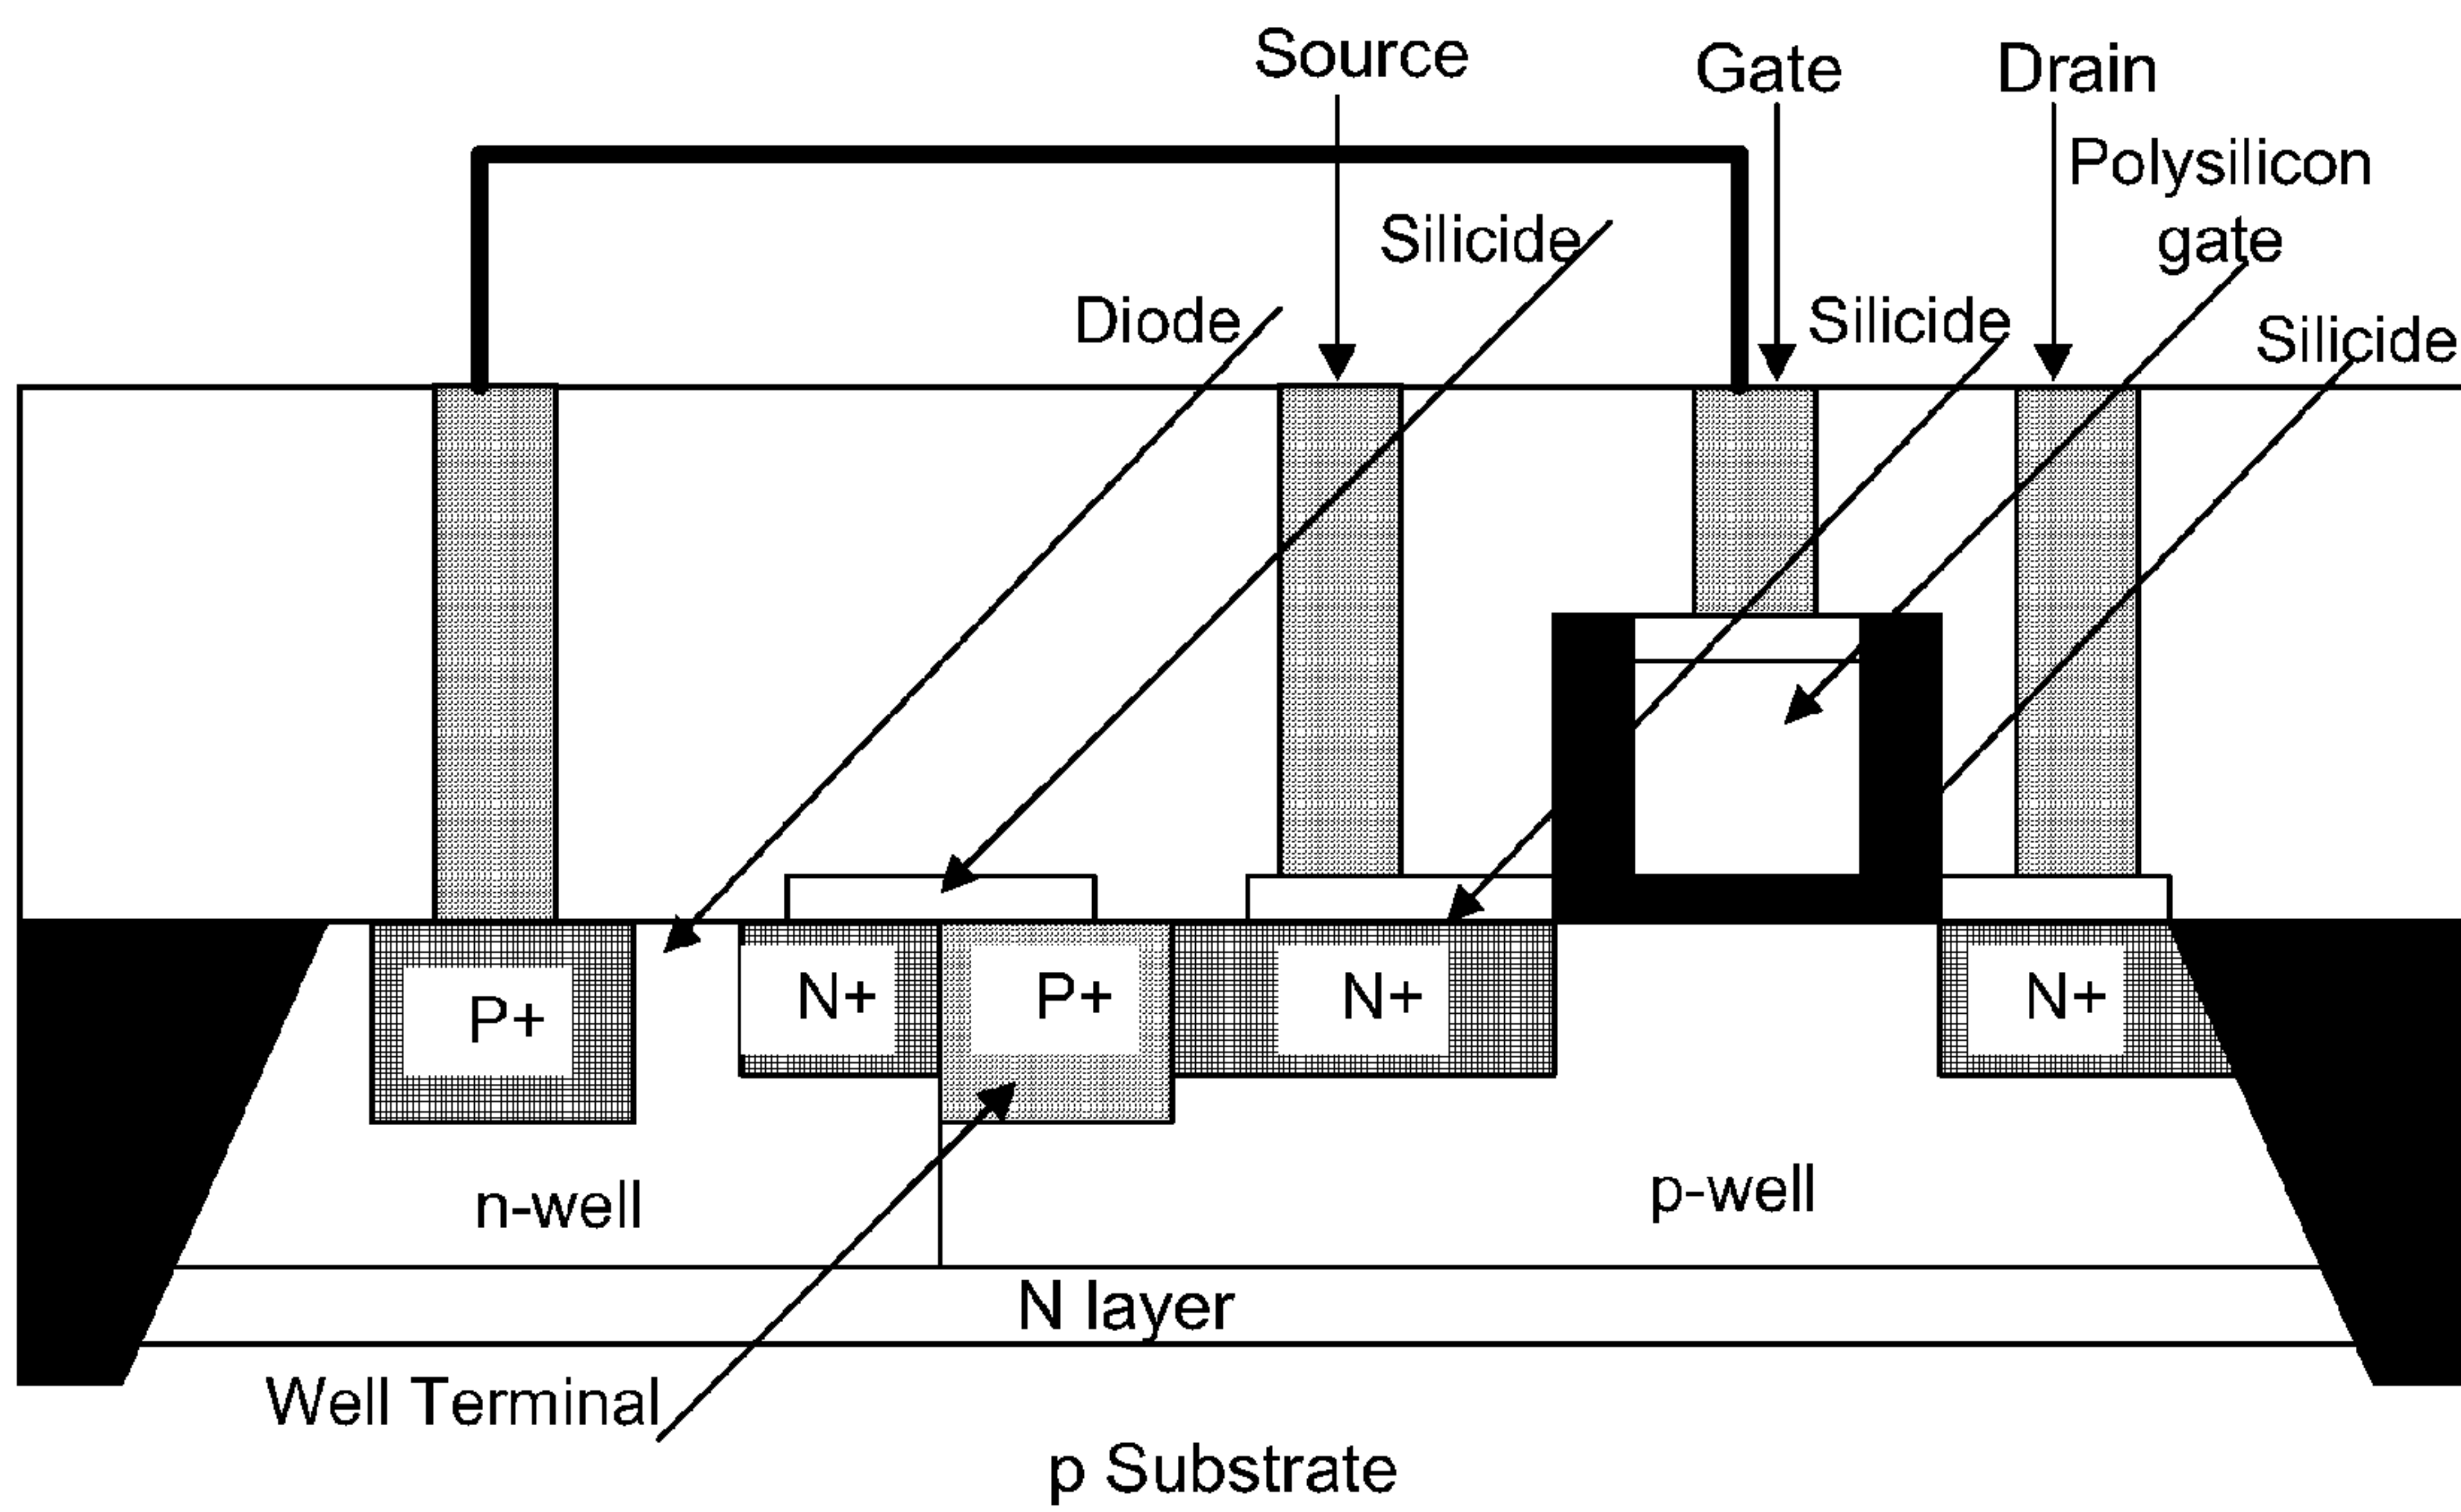 Source
Gate
Drain
Polysilicon
gate
Silicide
Diode
Silicide
Silicide
P+
N+
P+
N+
N+
n-well
p-well
N layer
Well Terminal
p Substrate